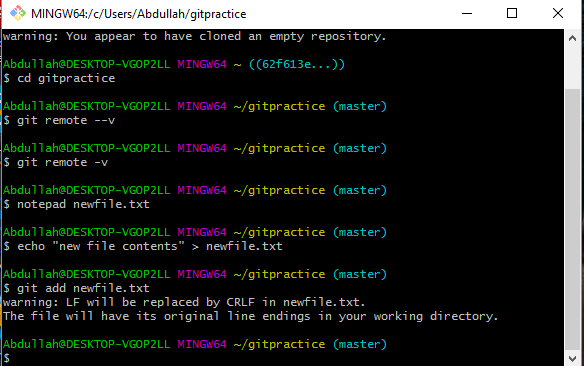 MINGW64:/c/Users/Abdullah/gitpractice
warning: You appear to have cloned an empty repository.
Abdullah@DESKTOP-VGOP2LL MINGW64 ~ ((62f613e...))
$ cd gitpractice
Abdullah@DESKTOP-VGOP2LL MINGW64 ~/gitpractice (master)
$ git remote --v
Abdullah@DESKTOP-VGOP2LL MINGW64 ~/gitpractice (master)
$ git remote -v
Abdullah@DESKTOP-VGOP2LL MINGW64 ~/gitpractice (master)
$ notepad newfile.txt
Abdullah@DESKTOP-VGOP2LL MINGW64 ~/gitpractice (master)
$ echo "new file contents" > newfile.txt
Abdullah@DESKTOP-VGOP2LL MINGW64 ~/gitpractice (master)
$ git add newfile.txt
warning: LF will be replaced by CRLF in newfile.txt.
The file will have its original line endings in your working directory.
Abdullah@DESKTOP-VGOP2LL MINGW64 ~/gitpractice (master)
$